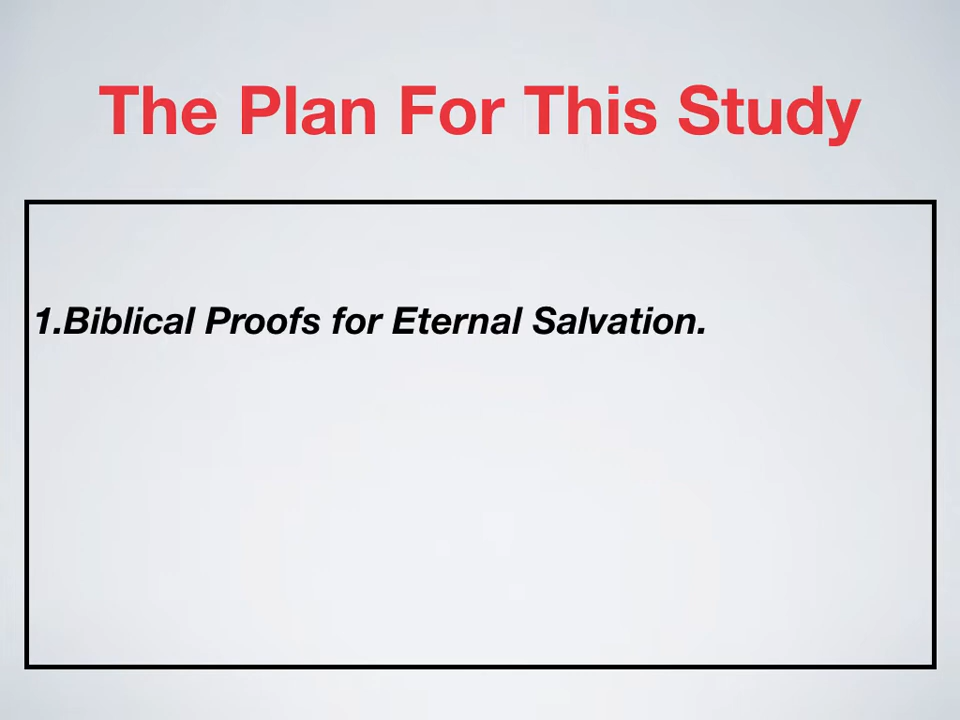 The Plan For This Study
1.Biblical Proofs for Eternal Salvation.